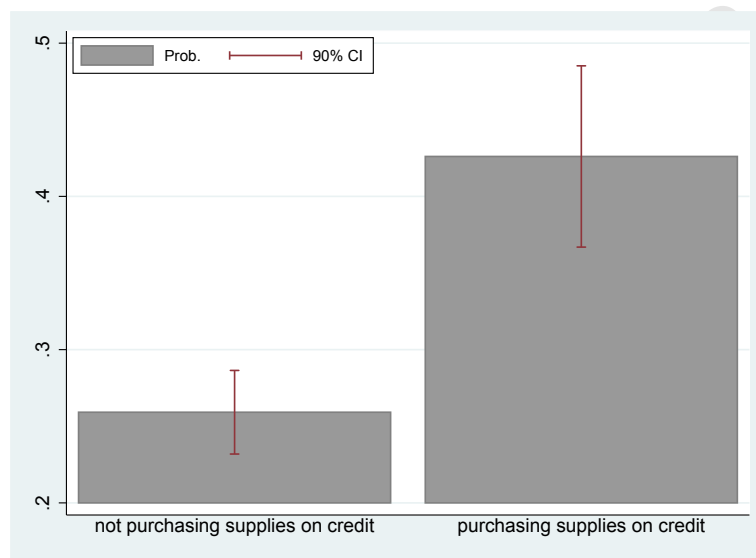 .5
Prob. 90% CI
.4
.3
.2
not purchasing supplies on credit purchasing supplies on credit